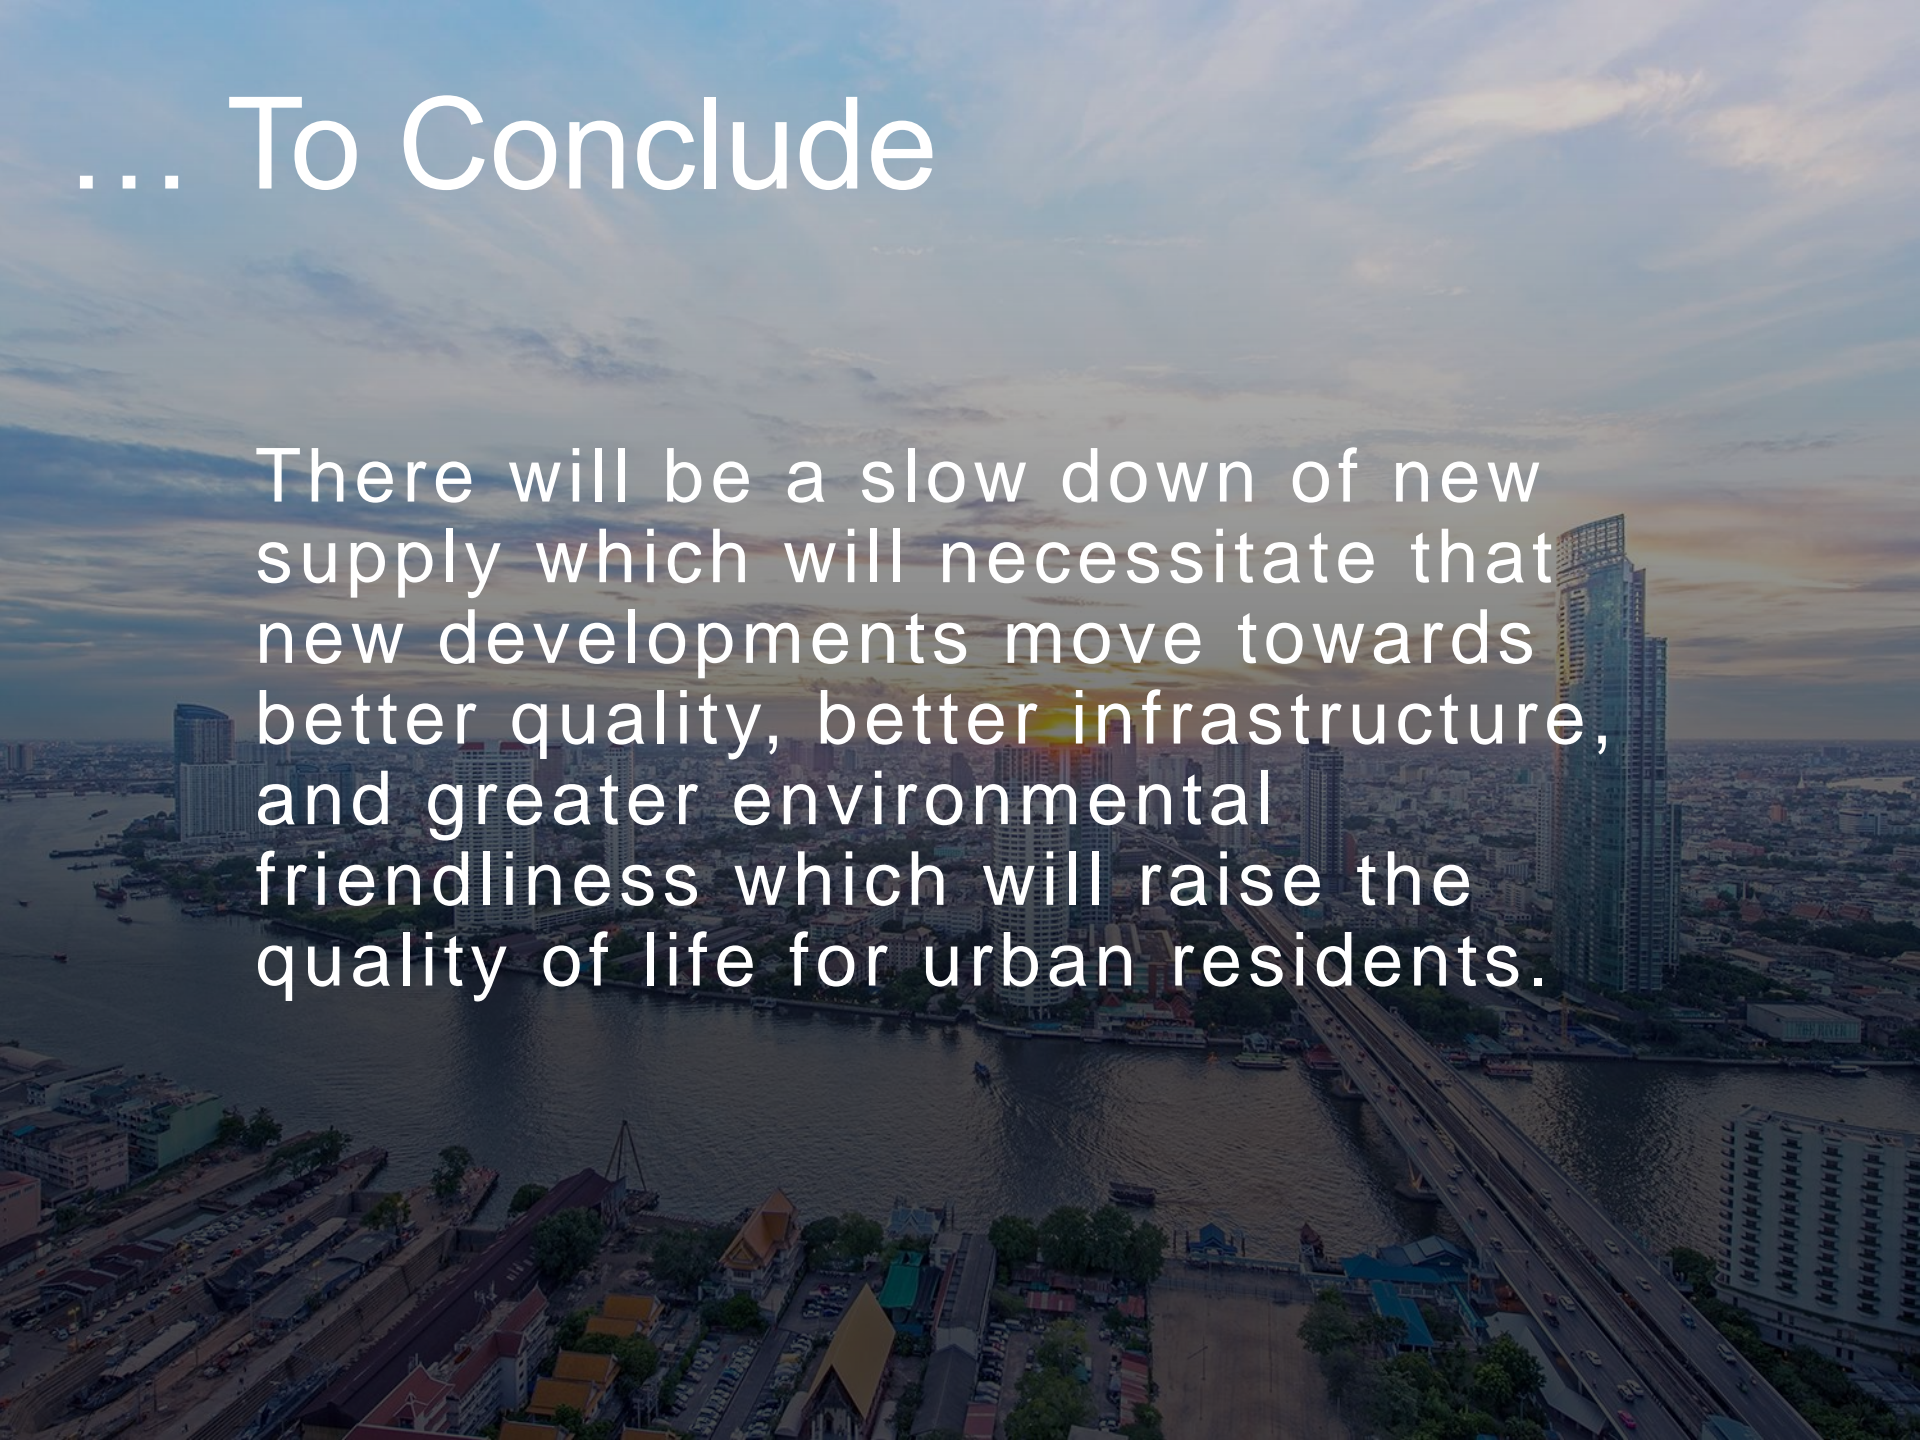 … To Conclude
There will be a slow down of new
supply which will necessitate that
new developments move towards
better quality, better infrastructure,
and greater environmental
friendliness which will raise the
quality of life for urban residents.